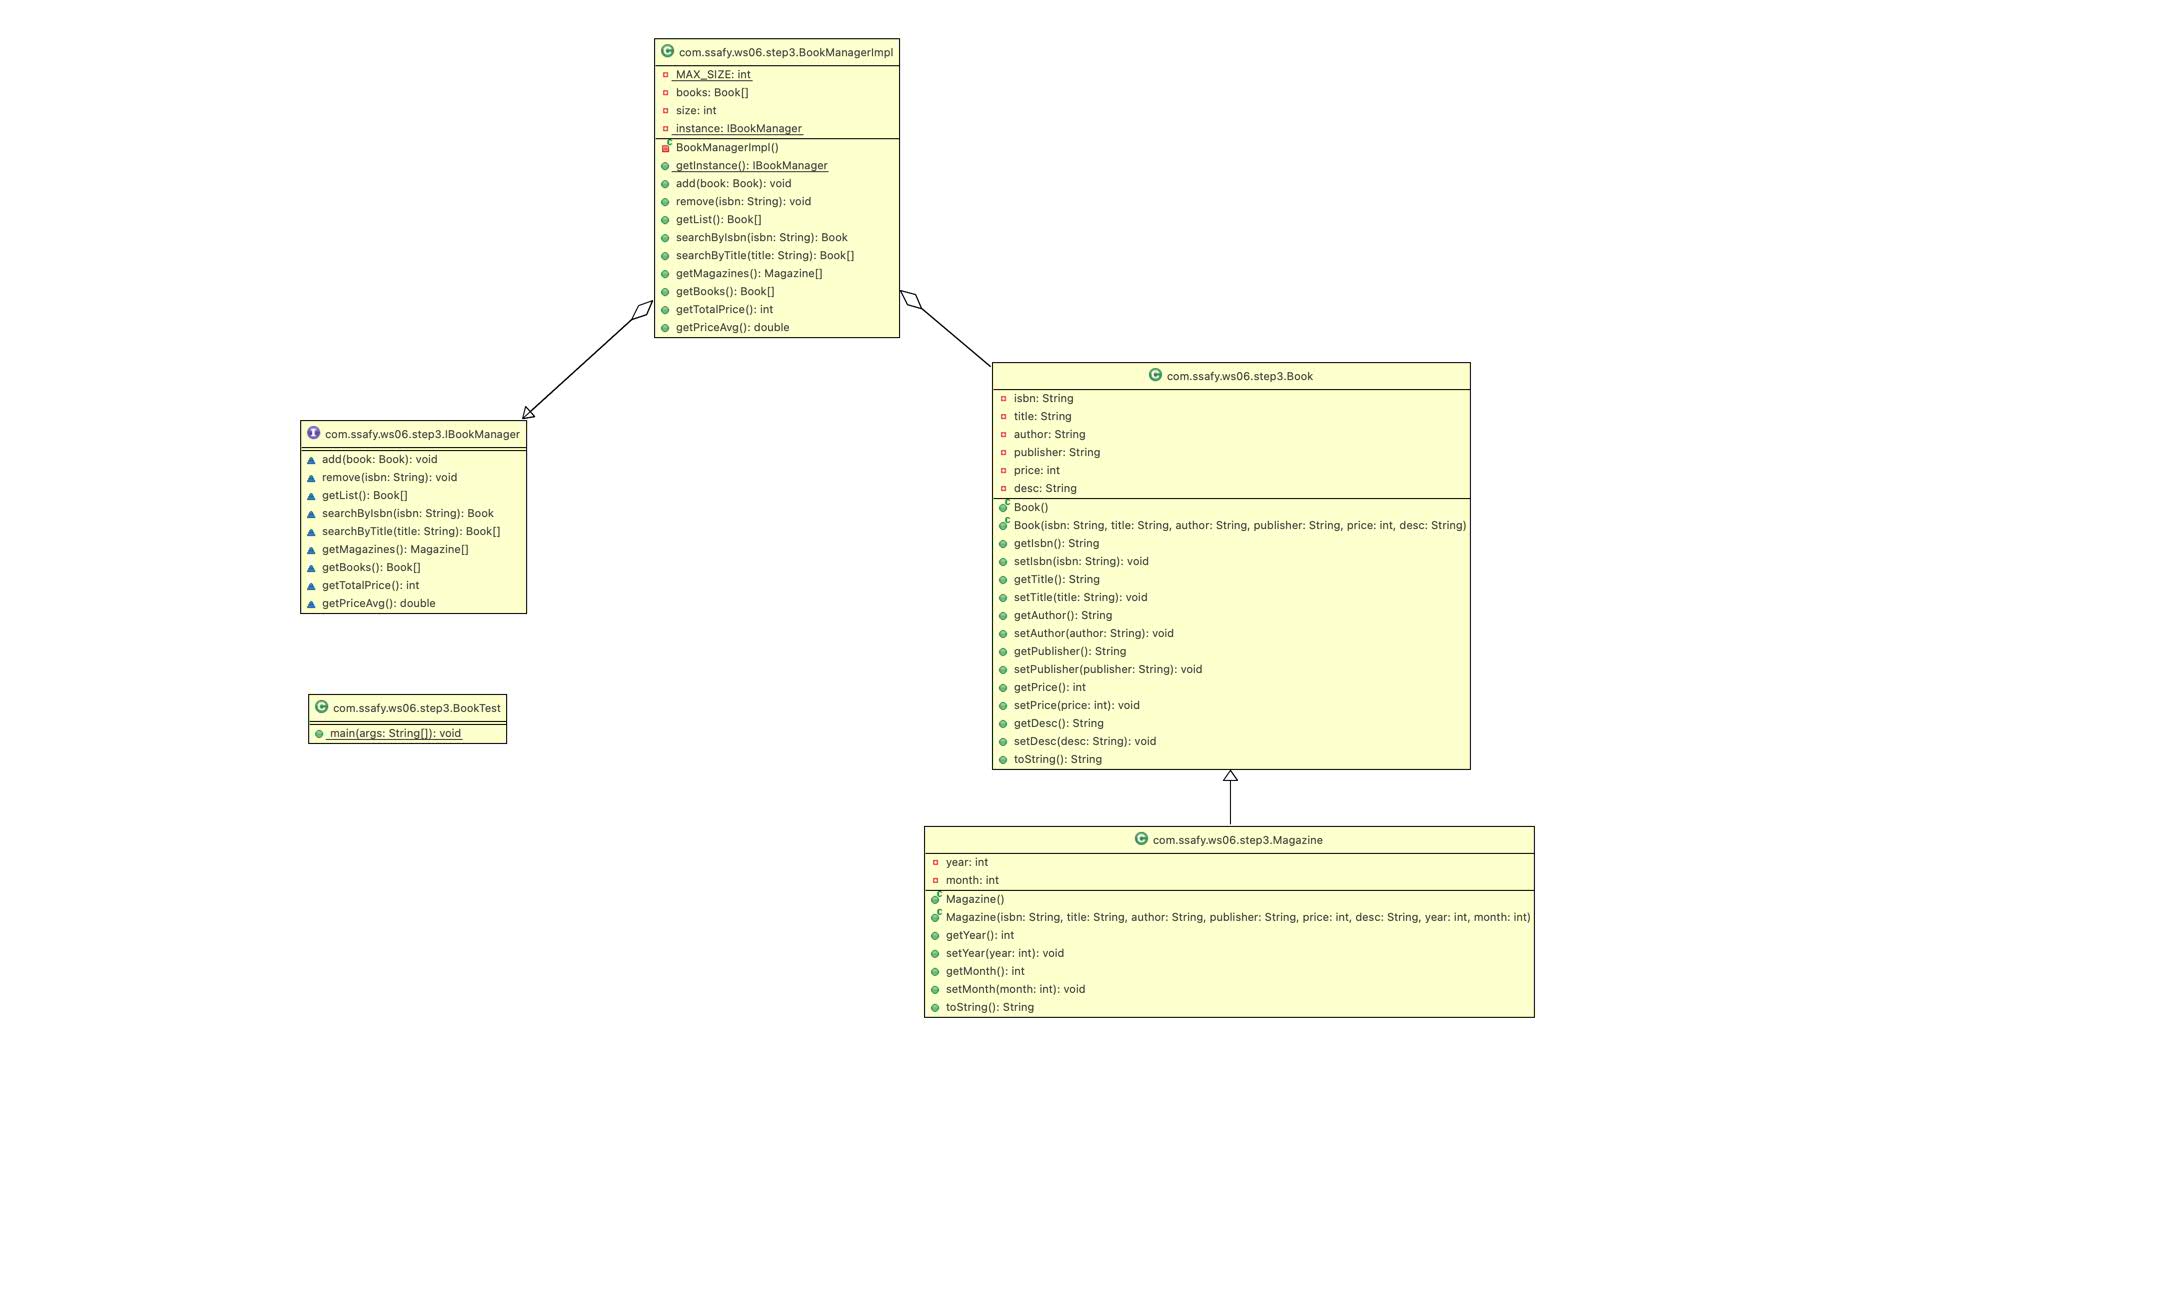 com.ssafy.ws06.step3.BookManagerImpl
MAX_SIZE: int
books: Book[]
size: int
instance: IBookManager
BookManagerImpl()
getInstance(): IBookManager
add(book: Book): void
remove(isbn: String): void
getList(): Book[]
searchByIsbn(isbn: String): Book
searchByTitle(title: String): Book[]
getMagazines(): Magazine[]
getBooks(): Book[]
getTotalPrice(): int
getPriceAvg(): double
com.ssafy.ws06.step3.IBookManager
add(book: Book): void
remove(isbn: String): void
getList(): Book[]
searchByIsbn(isbn: String): Book
searchByTitle(title: String): Book[]
getMagazines(): Magazine[]
getBooks(): Book[]
getTotalPrice(): int
getPriceAvg(): double
com.ssafy.ws06.step3.BookTest
main(args: String[]): void
com.ssafy.ws06.step3.Book
isbn: String
title: String
author: String
publisher: String
price: int
desc: String
Book()
Book(isbn: String, title: String, author: String, publisher: String, price: int, desc: String)
getIsbn(): String
setIsbn(isbn: String): void
getTitle(): String
setTitle(title: String): void
getAuthor(): String
setAuthor(author: String): void
getPublisher(): String
setPublisher(publisher: String): void
getPrice(): int
setPrice(price: int): void
getDesc(): String
setDesc(desc: String): void
toString(): String
com.ssafy.ws06.step3.Magazine
year: int
month: int
Magazine()
Magazine(isbn: String, title: String, author: String, publisher: String, price: int, desc: String, year: int, month: int)
getYear(): int
setYear(year: int): void
getMonth(): int
setMonth(month: int): void
toString(): String